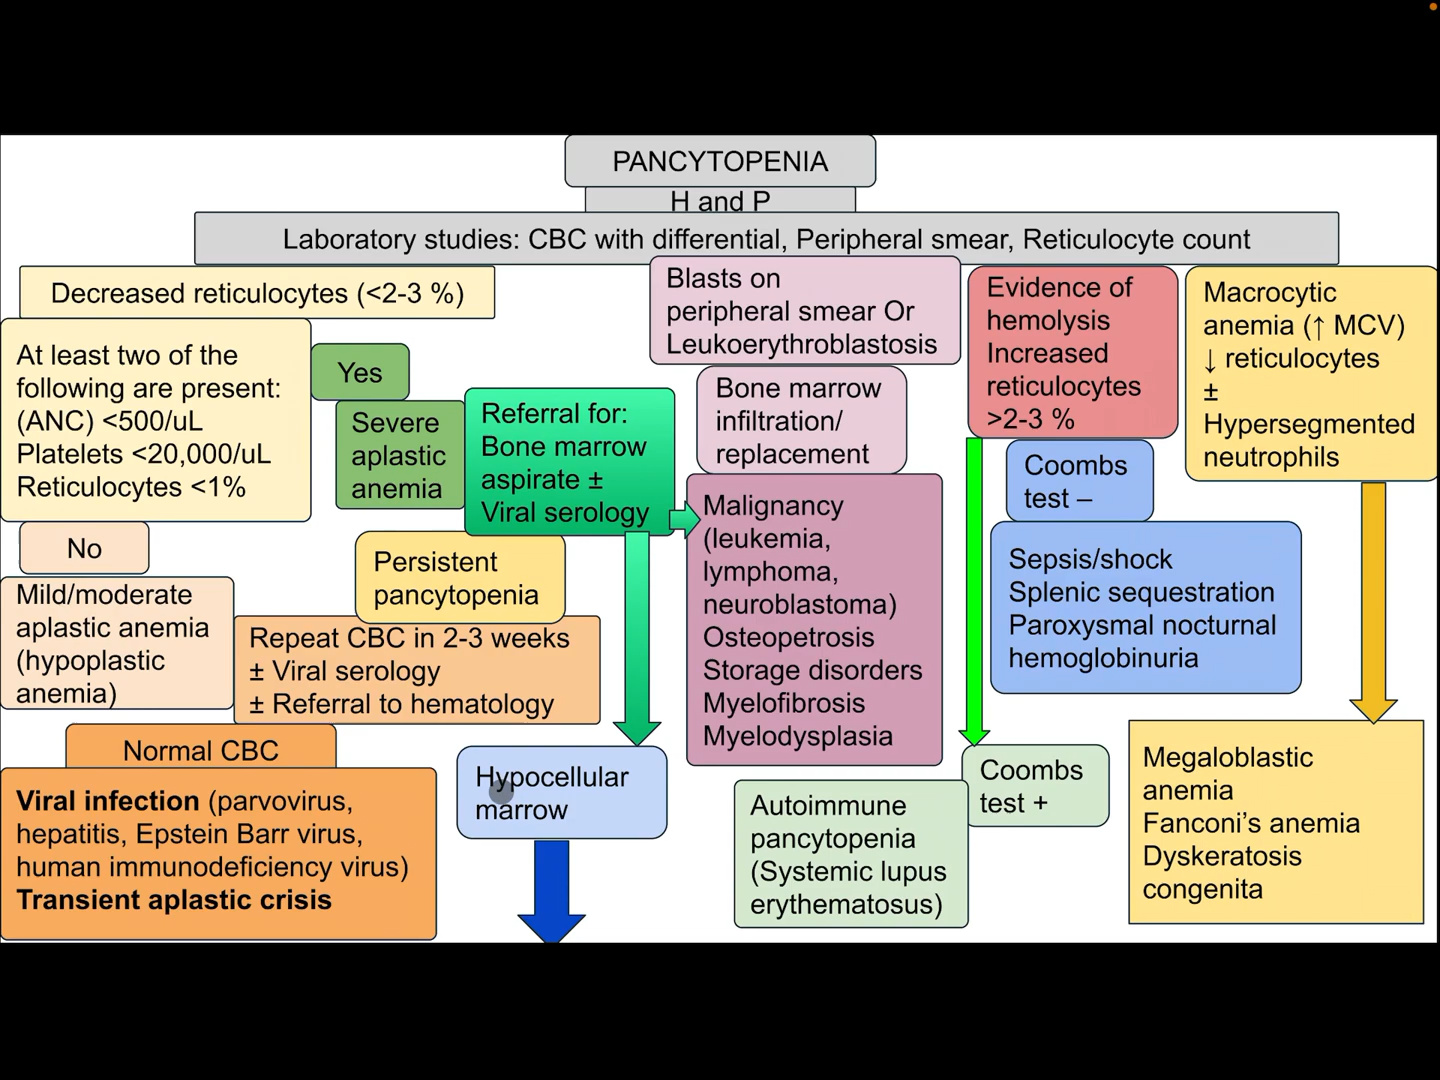 PANCYTOPENIA
H and P
Laboratory studies: CBC with differential, Peripheral smear, Reticulocyte count
Decreased reticulocytes (<2-3 %)
At least two of the
following are present:
(ANC) <500/uL
Platelets <20,000/uL
Reticulocytes <1%
Yes
Severe
aplastic
anemia
Referral for:
Bone marrow
aspirate ±
Viral serology
No
Mild/moderate
aplastic anemia
(hypoplastic
anemia)
Persistent
pancytopenia
Repeat CBC in 2-3 weeks
± Viral serology
± Referral to hematology
Normal CBC
Viral infection (parvovirus,
hepatitis, Epstein Barr virus,
human immunodeficiency virus)
Transient aplastic crisis
Hypocellular
marrow
Blasts on
peripheral smear Or
Leukoerythroblastosis
Bone marrow
infiltration/
replacement
Malignancy
(leukemia,
lymphoma,
neuroblastoma)
Osteopetrosis
Storage disorders
Myelofibrosis
Myelodysplasia
Evidence of
hemolysis
Increased
reticulocytes
>2-3 %
Coombs
test –
Sepsis/shock
Splenic sequestration
Paroxysmal nocturnal
hemoglobinuria
Coombs
test +
Autoimmune
pancytopenia
(Systemic lupus
erythematosus)
Macrocytic
anemia (↑ MCV)
↓ reticulocytes
±
Hypersegmented
neutrophils
Megaloblastic
anemia
Fanconi’s anemia
Dyskeratosis
congenita